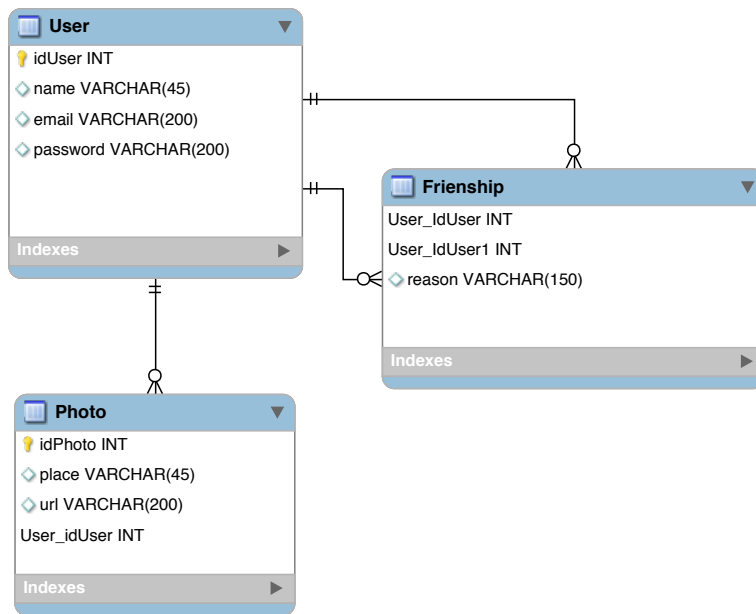 User
idUser INT
name VARCHAR(45)
email VARCHAR(200)
password VARCHAR(200)
Indexes
Frienship
User_IdUser INT
User_IdUser1 INT
reason VARCHAR(150)
Indexes
Photo
idPhoto INT
place VARCHAR(45)
url VARCHAR(200)
User_idUser INT
Indexes